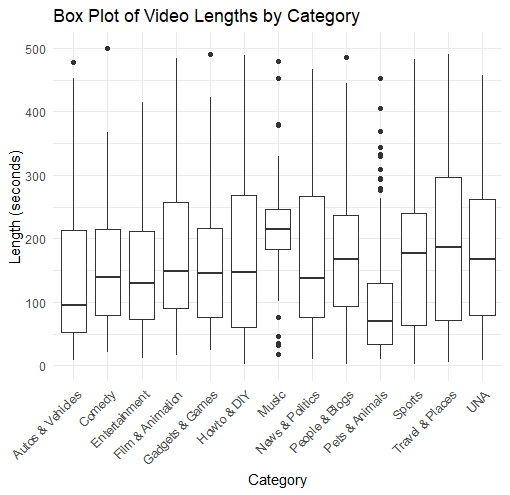 Box Plot of Video Lengths by Category
Length (seconds)
500
400
300
200
100
0
Autos & Vehicles
Comedy
Entertainment
Film & Animation
Gadgets & Games
Howto & DIY
Music
News & Politics
People & Blogs
Pets & Animals
Sports
Travel & Places
UNA
Category